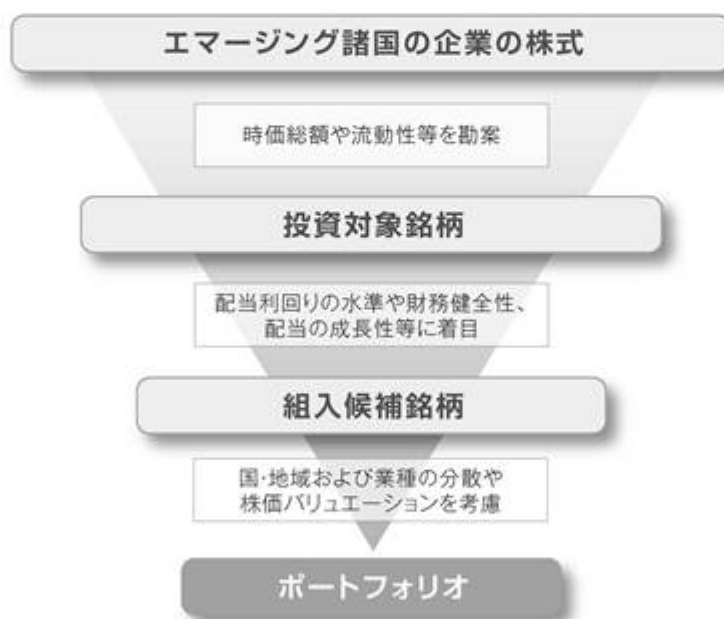 エマージング諸国の企業の株式
時価総額や流動性等を勘案
投資対象銘柄
配当利回りの水準や財務健全性、
配当の成長性等に着目
組入候補銘柄
国・地域および業種の分散や
株価バリュエーションを考慮
ポートフォリオ